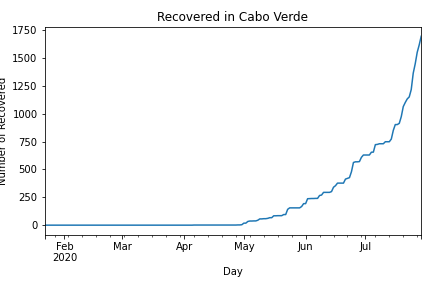 Recovered in Cabo Verde
Number of Recovered
1750
1500
1250
1000
750
500
250
0
Feb
2020
Mar
Apr
May
Jun
Jul
Day